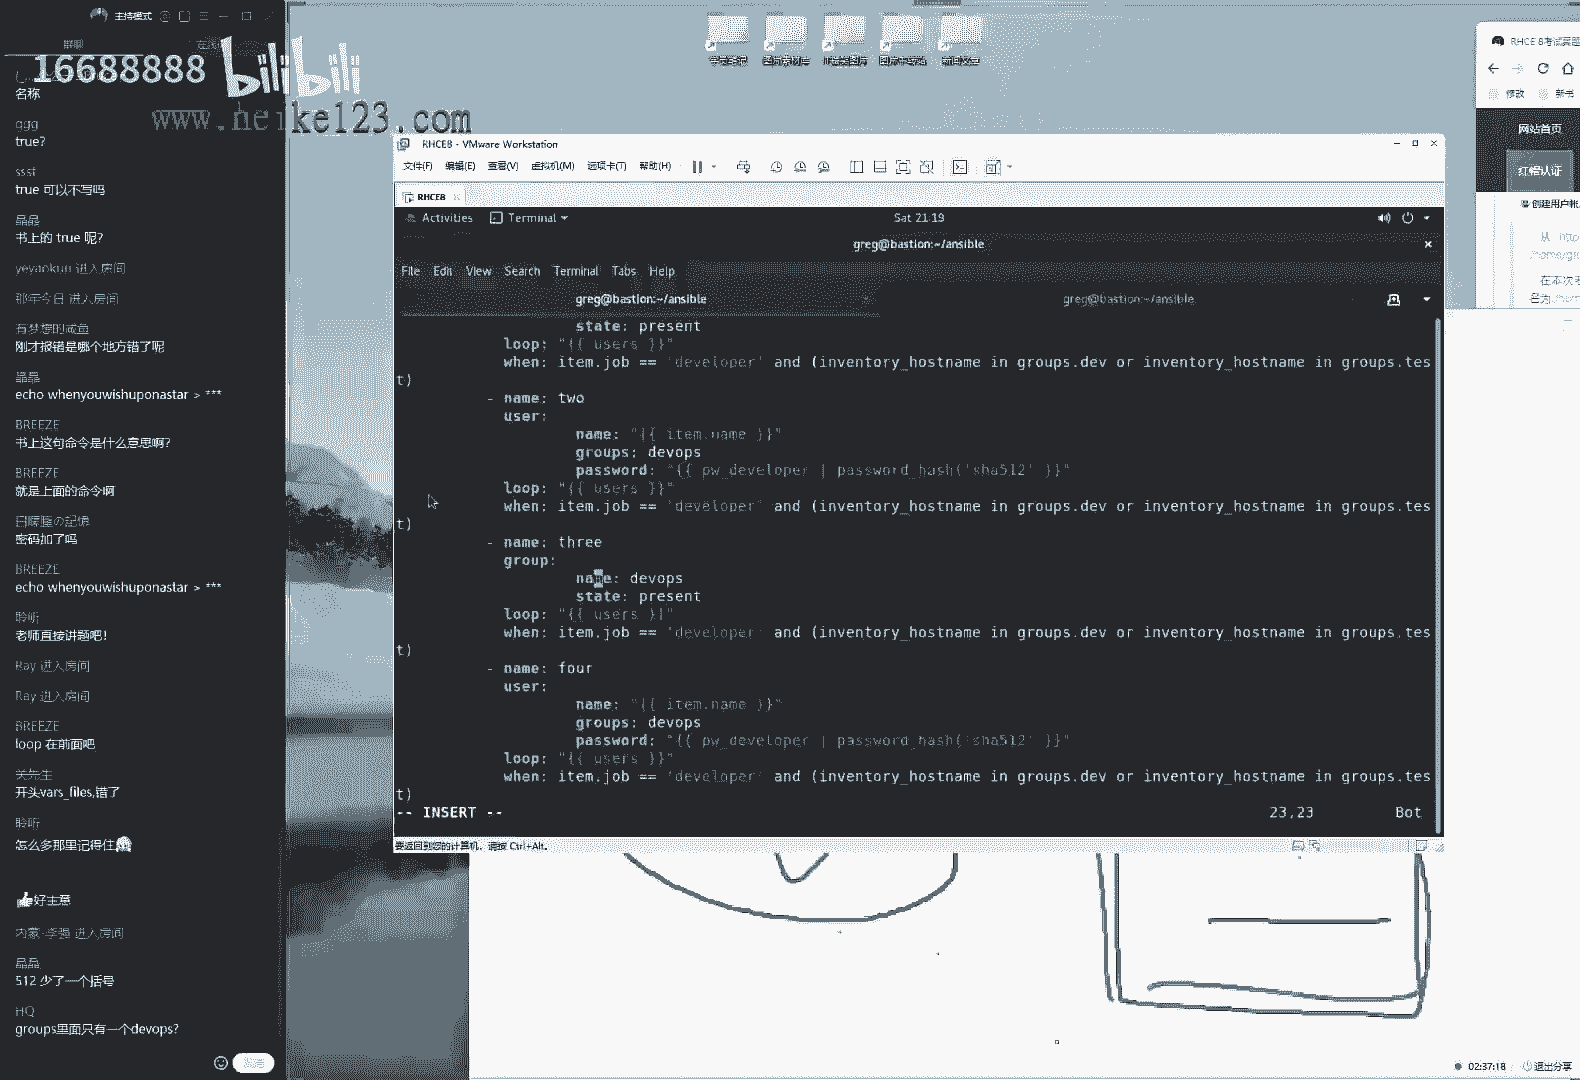 主持模式
群聊
16688888 bilibili
www.heike123.com
名称
qgg
true?
ssst
true 可以不写吗
晶晶
书上的 true 呢?
yeyaokun 进入房间
那年今日 进入房间
有梦想的咸鱼
刚才报错是哪个地方错了呢
晶晶
echo whenyouwishuponastar > ***
BREEZE
书上这句命令是什么意思啊?
BREEZE
就是上面的命令啊
密码加了吗
BREEZE
echo whenyouwishuponastar > ***
聆听
老师直接讲题吧!
Ray 进入房间
Ray 进入房间
BREEZE
loop 在前面吧
关先生
开头vars_files,错了
聆听
怎么多那里记得住
好主意
内蒙-李强 进入房间
晶晶
512 少了一个括号
HQ
groups里面只有一个devops?
RHCE8 - VMware Workstation
文件(F) 编辑(E) 查看(V) 虚拟机(M) 选项卡(T) 帮助(H)
RHCE8
Activities Terminal Sat 21:19
greg@bastion:~/ansible
File Edit View Search Terminal Tabs Help
greg@bastion:~/ansible greg@bastion:~/ansible
state: present
loop: "{{ users }}"
when: item.job == 'developer' and (inventory_hostname in groups.dev or inventory_hostname in groups.tes
t)
- name: two
user:
name: "{{ item.name }}"
groups: devops
password: "{{ pw_developer | password_hash('sha512' }}"
loop: "{{ users }}"
when: item.job == 'developer' and (inventory_hostname in groups.dev or inventory_hostname in groups.tes
t)
- name: three
group:
name: devops
state: present
loop: "{{ users }}"
when: item.job == 'developer' and (inventory_hostname in groups.dev or inventory_hostname in groups.tes
t)
- name: four
user:
name: "{{ item.name }}"
groups: devops
password: "{{ pw_developer | password_hash('sha512' }}"
loop: "{{ users }}"
when: item.job == 'developer' and (inventory_hostname in groups.dev or inventory_hostname in groups.tes
t)
-- INSERT -- 23,23 Bot
要返回到您的计算机，请按 Ctrl+Alt。
RHCE 8考试真题
修改 新书
网站首页
红帽认证
创建用户帐
在本次考
02:37:18 退出分享